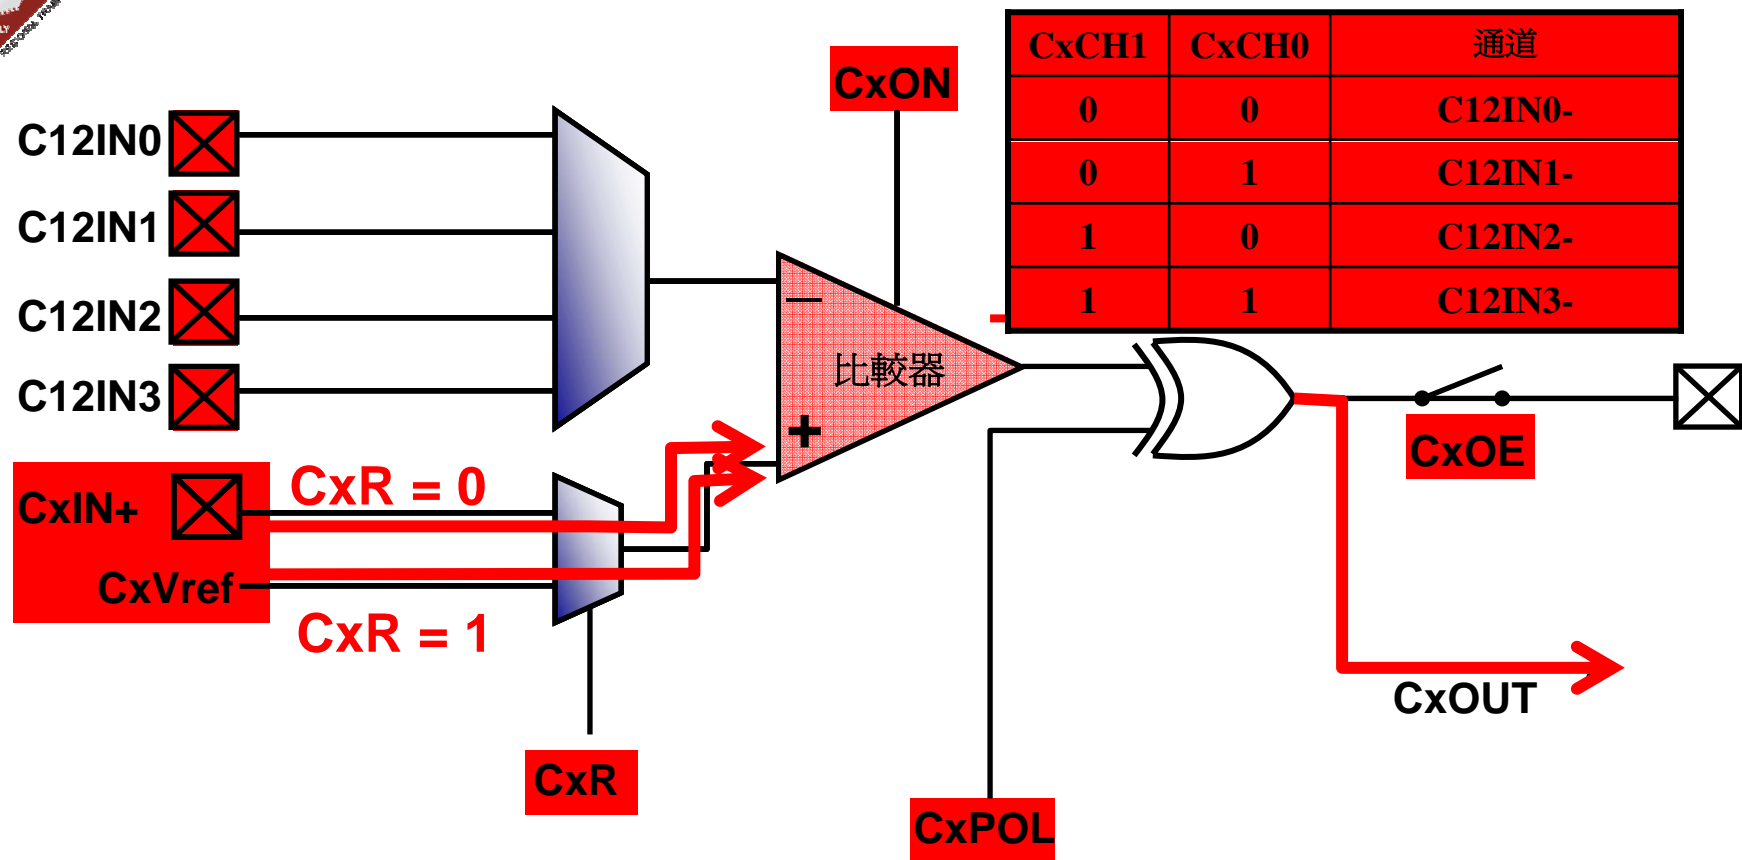 CxCH1 CxCH0 通道
0 0 C12IN0-
0 1 C12IN1-
1 0 C12IN2-
1 1 C12IN3-
CxON
C12IN0
C12IN1
C12IN2
C12IN3
−
比較器
+
CxIN+
CxR = 0
CxVref
CxR = 1
CxR
CxPOL
CxOE
CxOUT